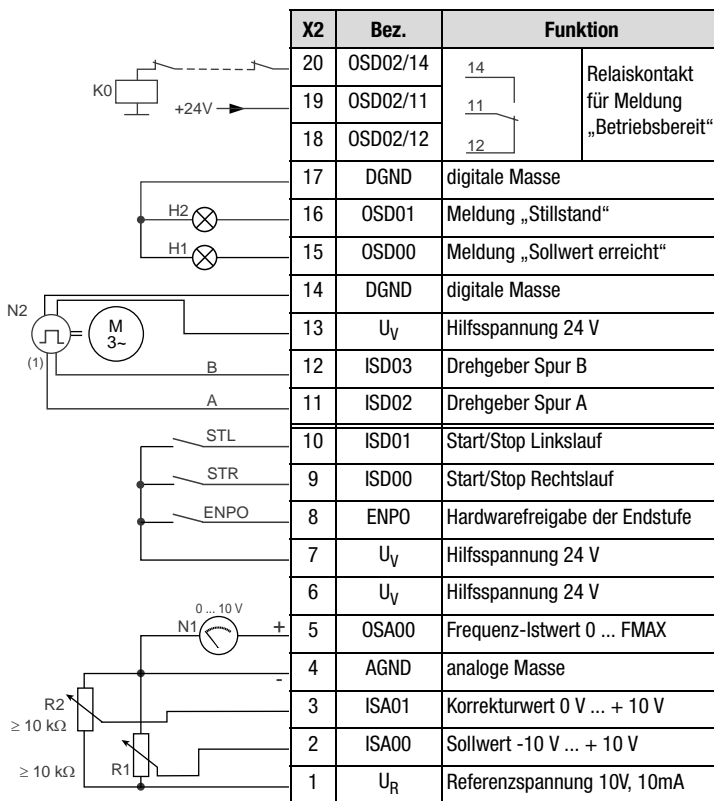 X2 Bez. Funktion
20 OSD02/14 14 Relaiskontakt
K0 +24V 19 OSD02/11 11 für Meldung
18 OSD02/12 12 „Betriebsbereit“
17 DGND digitale Masse
H2 16 OSD01 Meldung „Stillstand“
H1 15 OSD00 Meldung „Sollwert erreicht“
14 DGND digitale Masse
N2 M 3~ 13 UV Hilfsspannung 24 V
(1) B 12 ISD03 Drehgeber Spur B
A 11 ISD02 Drehgeber Spur A
STL 10 ISD01 Start/Stop Linkslauf
STR 9 ISD00 Start/Stop Rechtslauf
ENPO 8 ENPO Hardwarefreigabe der Endstufe
7 UV Hilfsspannung 24 V
6 UV Hilfsspannung 24 V
0 ... 10 V
N1 + 5 OSA00 Frequenz-Istwert 0 ... FMAX
- 4 AGND analoge Masse
R2 3 ISA01 Korrekturwert 0 V ... + 10 V
≥ 10 kΩ
2 ISA00 Sollwert -10 V ... + 10 V
≥ 10 kΩ R1 1 UR Referenzspannung 10V, 10mA